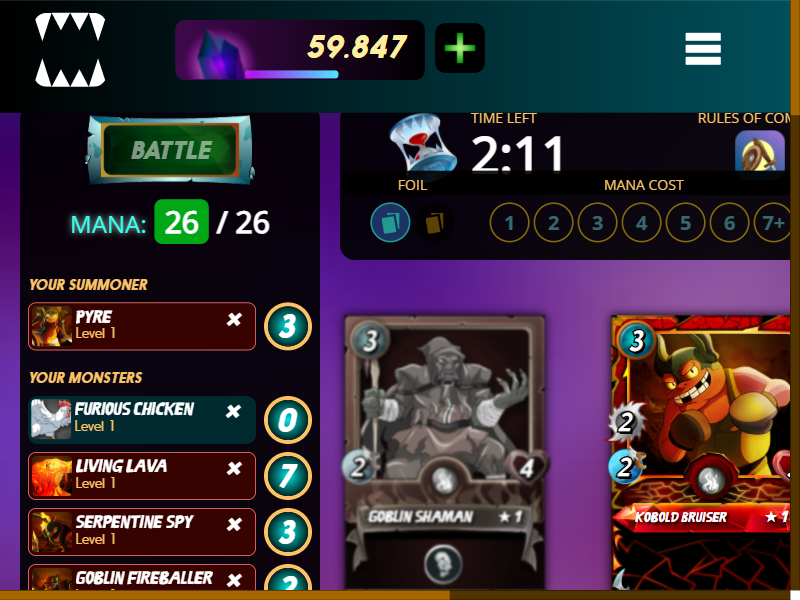 59.847
BATTLE
MANA: 26 / 26
YOUR SUMMONER
PYRE
Level 1
3
YOUR MONSTERS
FURIOUS CHICKEN
Level 1
0
LIVING LAVA
Level 1
7
SERPENTINE SPY
Level 1
3
GOBLIN FIREBALLER
2
TIME LEFT
2:11
RULES OF COM
FOIL
MANA COST
1 2 3 4 5 6 7+
3
2
4
GOBLIN SHAMAN ★ 1
3
2
2
KOBOLD BRUISER ★ 1